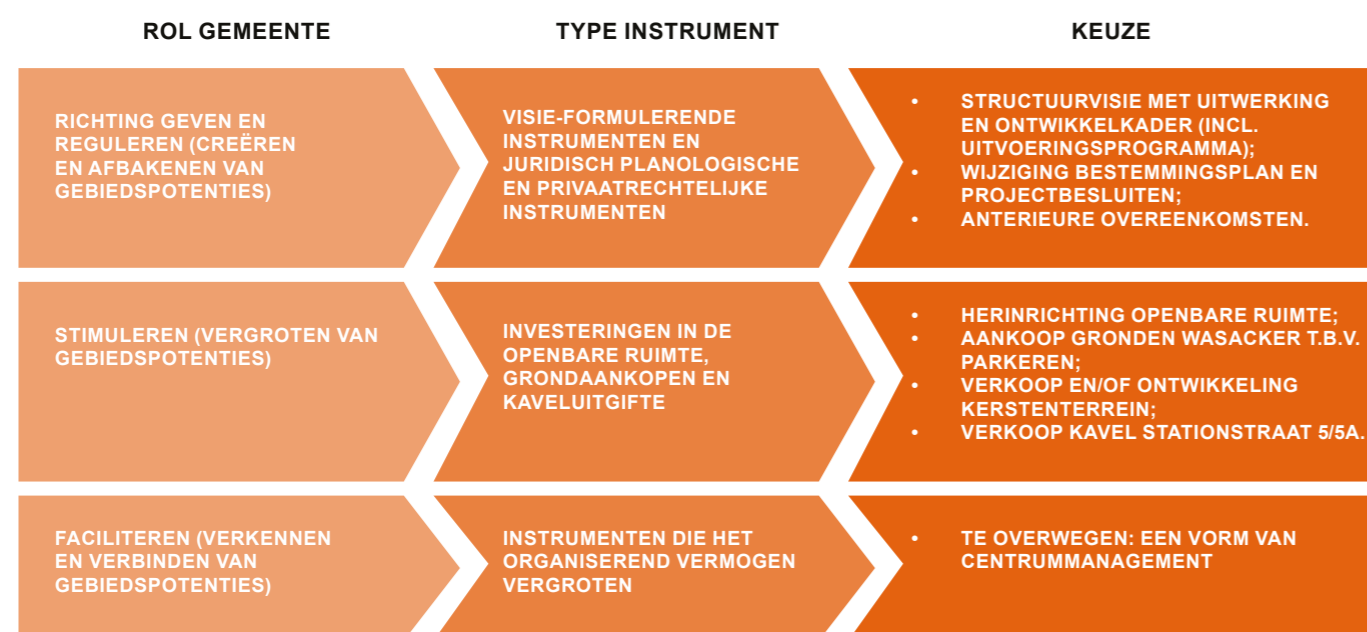 ROL GEMEENTE
TYPE INSTRUMENT
KEUZE
RICHTING GEVEN EN
REGULEREN (CREËREN
EN AFBAKENEN VAN
GEBIEDSPOTENTIES)
VISIE-FORMULERENDE
INSTRUMENTEN EN
JURIDISCH PLANOLOGISCHE
EN PRIVAATRECHTELIJKE
INSTRUMENTEN
• STRUCTUURVISIE MET UITWERKING
EN ONTWIKKELKADER (INCL.
UITVOERINGSPROGRAMMA);
• WIJZIGING BESTEMMINGSPLAN EN
PROJECTBESLUITEN;
• ANTERIEURE OVEREENKOMSTEN.
STIMULEREN (VERGROTEN VAN
GEBIEDSPOTENTIES)
INVESTERINGEN IN DE
OPENBARE RUIMTE,
GRONDAANKOPEN EN
KAVELUITGIFTE
• HERINRICHTING OPENBARE RUIMTE;
• AANKOOP GRONDEN WASACKER T.B.V.
PARKEREN;
• VERKOOP EN/OF ONTWIKKELING
KERSTENTERREIN;
• VERKOOP KAVEL STATIONSTRAAT 5/5A.
FACILITEREN (VERKENNEN
EN VERBINDEN VAN
GEBIEDSPOTENTIES)
INSTRUMENTEN DIE HET
ORGANISEREND VERMOGEN
VERGROTEN
• TE OVERWEGEN: EEN VORM VAN
CENTRUMMANAGEMENT